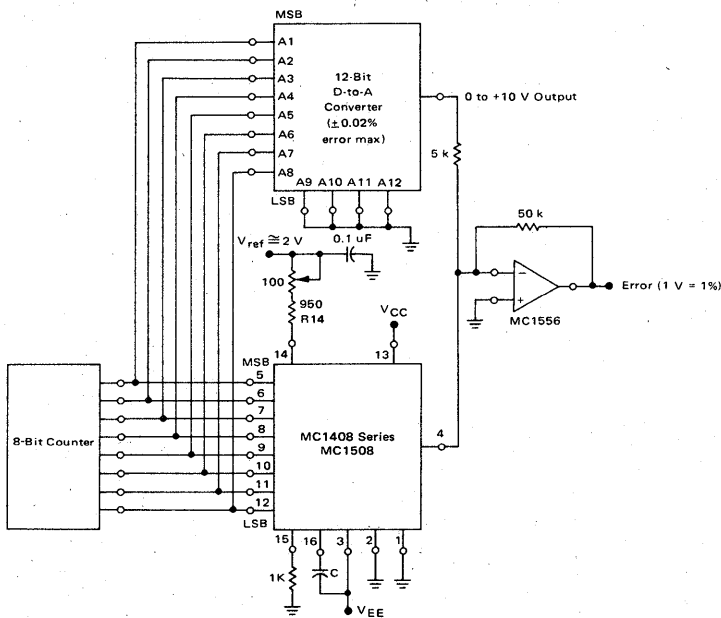 MSB
A1
A2
A3
A4
A5
A6
A7
A8
12-Bit
D-to-A
Converter
(±0.02%
error max)
0 to +10 V Output
5 k
A9 A10 A11 A12
LSB
Vref ≅ 2 V
0.1 uF
50 k
100
950
R14
VCC
Error (1 V = 1%)
MC1556
14
13
MSB
5
6
7
8
9
10
11
12
LSB
8-Bit Counter
MC1408 Series
MC1508
4
15
16
3
2
1
1K
C
VEE